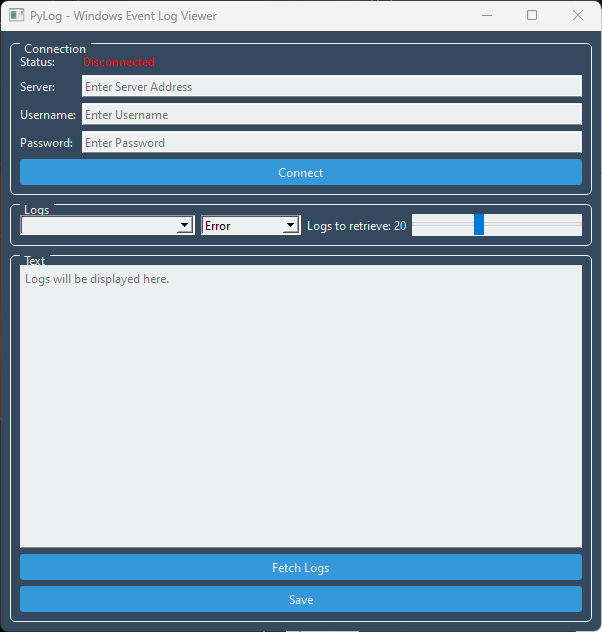 PyLog - Windows Event Log Viewer
Connection
Status: Disconnected
Server: Enter Server Address
Username: Enter Username
Password: Enter Password
Connect
Logs
Error Logs to retrieve: 20
Text
Logs will be displayed here.
Fetch Logs
Save